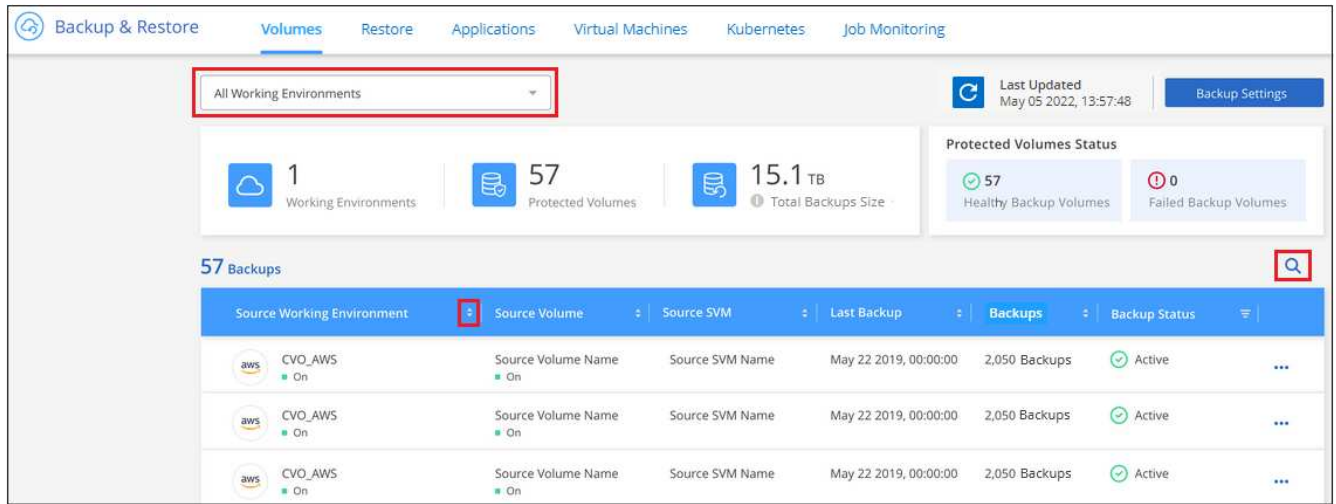 Backup & Restore Volumes Restore Applications Virtual Machines Kubernetes Job Monitoring
All Working Environments
Last Updated
May 05 2022, 13:57:48
Backup Settings
1
Working Environments
57
Protected Volumes
15.1 TB
Total Backups Size
Protected Volumes Status
57
Healthy Backup Volumes
0
Failed Backup Volumes
57 Backups
Source Working Environment Source Volume Source SVM Last Backup Backups Backup Status
aws CVO_AWS Source Volume Name Source SVM Name May 22 2019, 00:00:00 2,050 Backups Active
On On
aws CVO_AWS Source Volume Name Source SVM Name May 22 2019, 00:00:00 2,050 Backups Active
On On
aws CVO_AWS Source Volume Name Source SVM Name May 22 2019, 00:00:00 2,050 Backups Active
On On